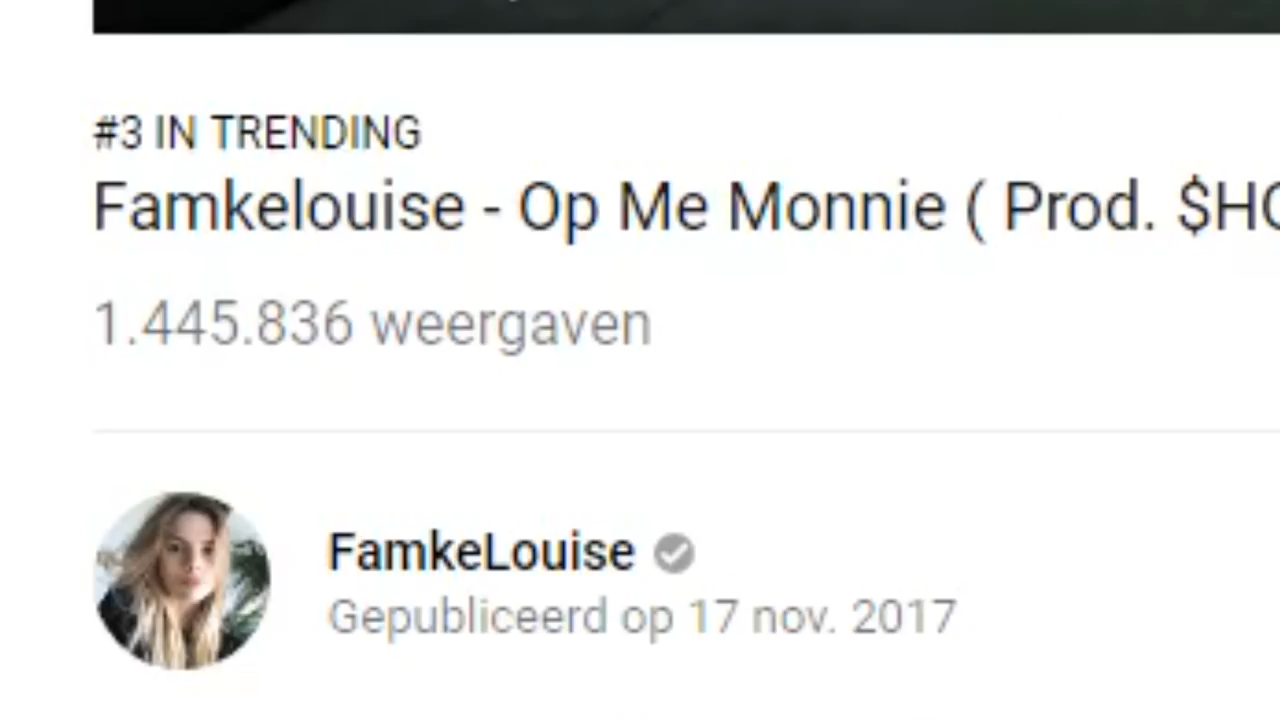 #3 IN TRENDING
Famkelouise - Op Me Monnie ( Prod.
1.445.836 weergaven
FamkeLouise
Gepubliceerd op 17 nov. 2017